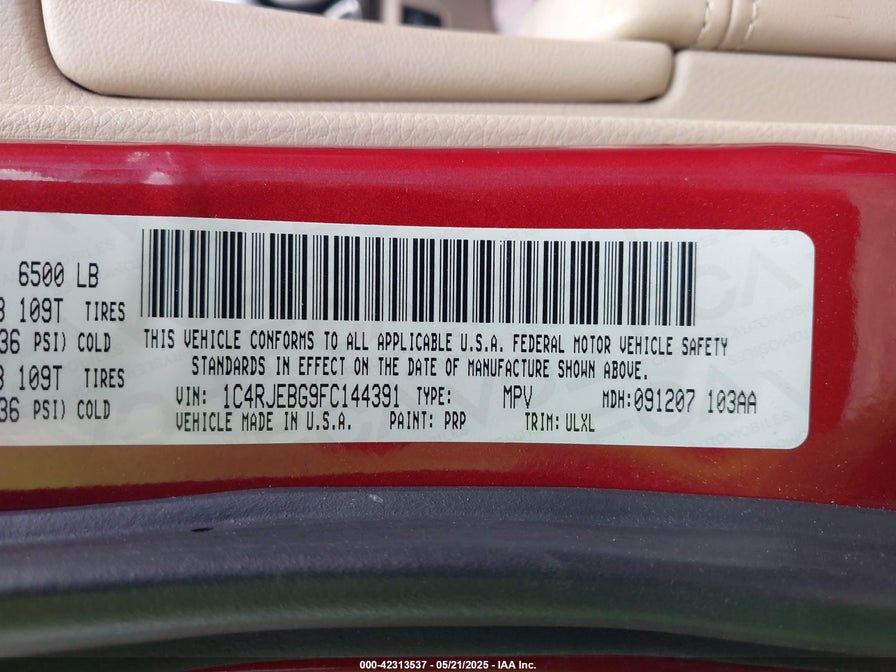 6500 LB
109T TIRES
36 PSI) COLD
109T TIRES
36 PSI) COLD
THIS VEHICLE CONFORMS TO ALL APPLICABLE U.S.A. FEDERAL MOTOR VEHICLE SAFETY
STANDARDS IN EFFECT ON THE DATE OF MANUFACTURE SHOWN ABOVE.
VIN: 1C4RJEBG9FC144391 TYPE: MPV MDH:091207 103AA
VEHICLE MADE IN U.S.A. PAINT: PRP TRIM: ULXL
000-42313537 - 05/21/2025 - IAA Inc.